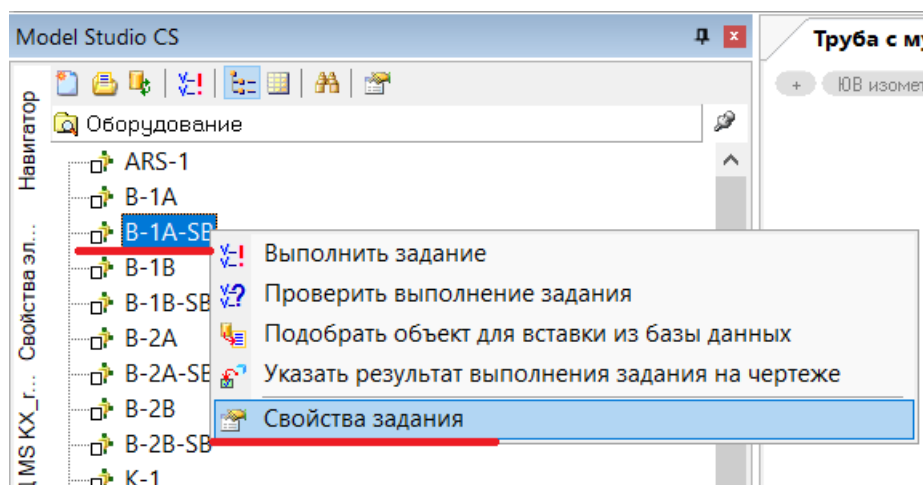 Model Studio CS
Труба с му
Навигатор
ЮВ изомет
Оборудование
ARS-1
B-1A
B-1A-SB
Выполнить задание
Свойства эл...
B-1B
Проверить выполнение задания
B-1B-SB
Подобрать объект для вставки из базы данных
B-2A
Указать результат выполнения задания на чертеже
B-2A-SB
Свойства задания
B-2B
B-2B-SB
MS KX_г...
K-1